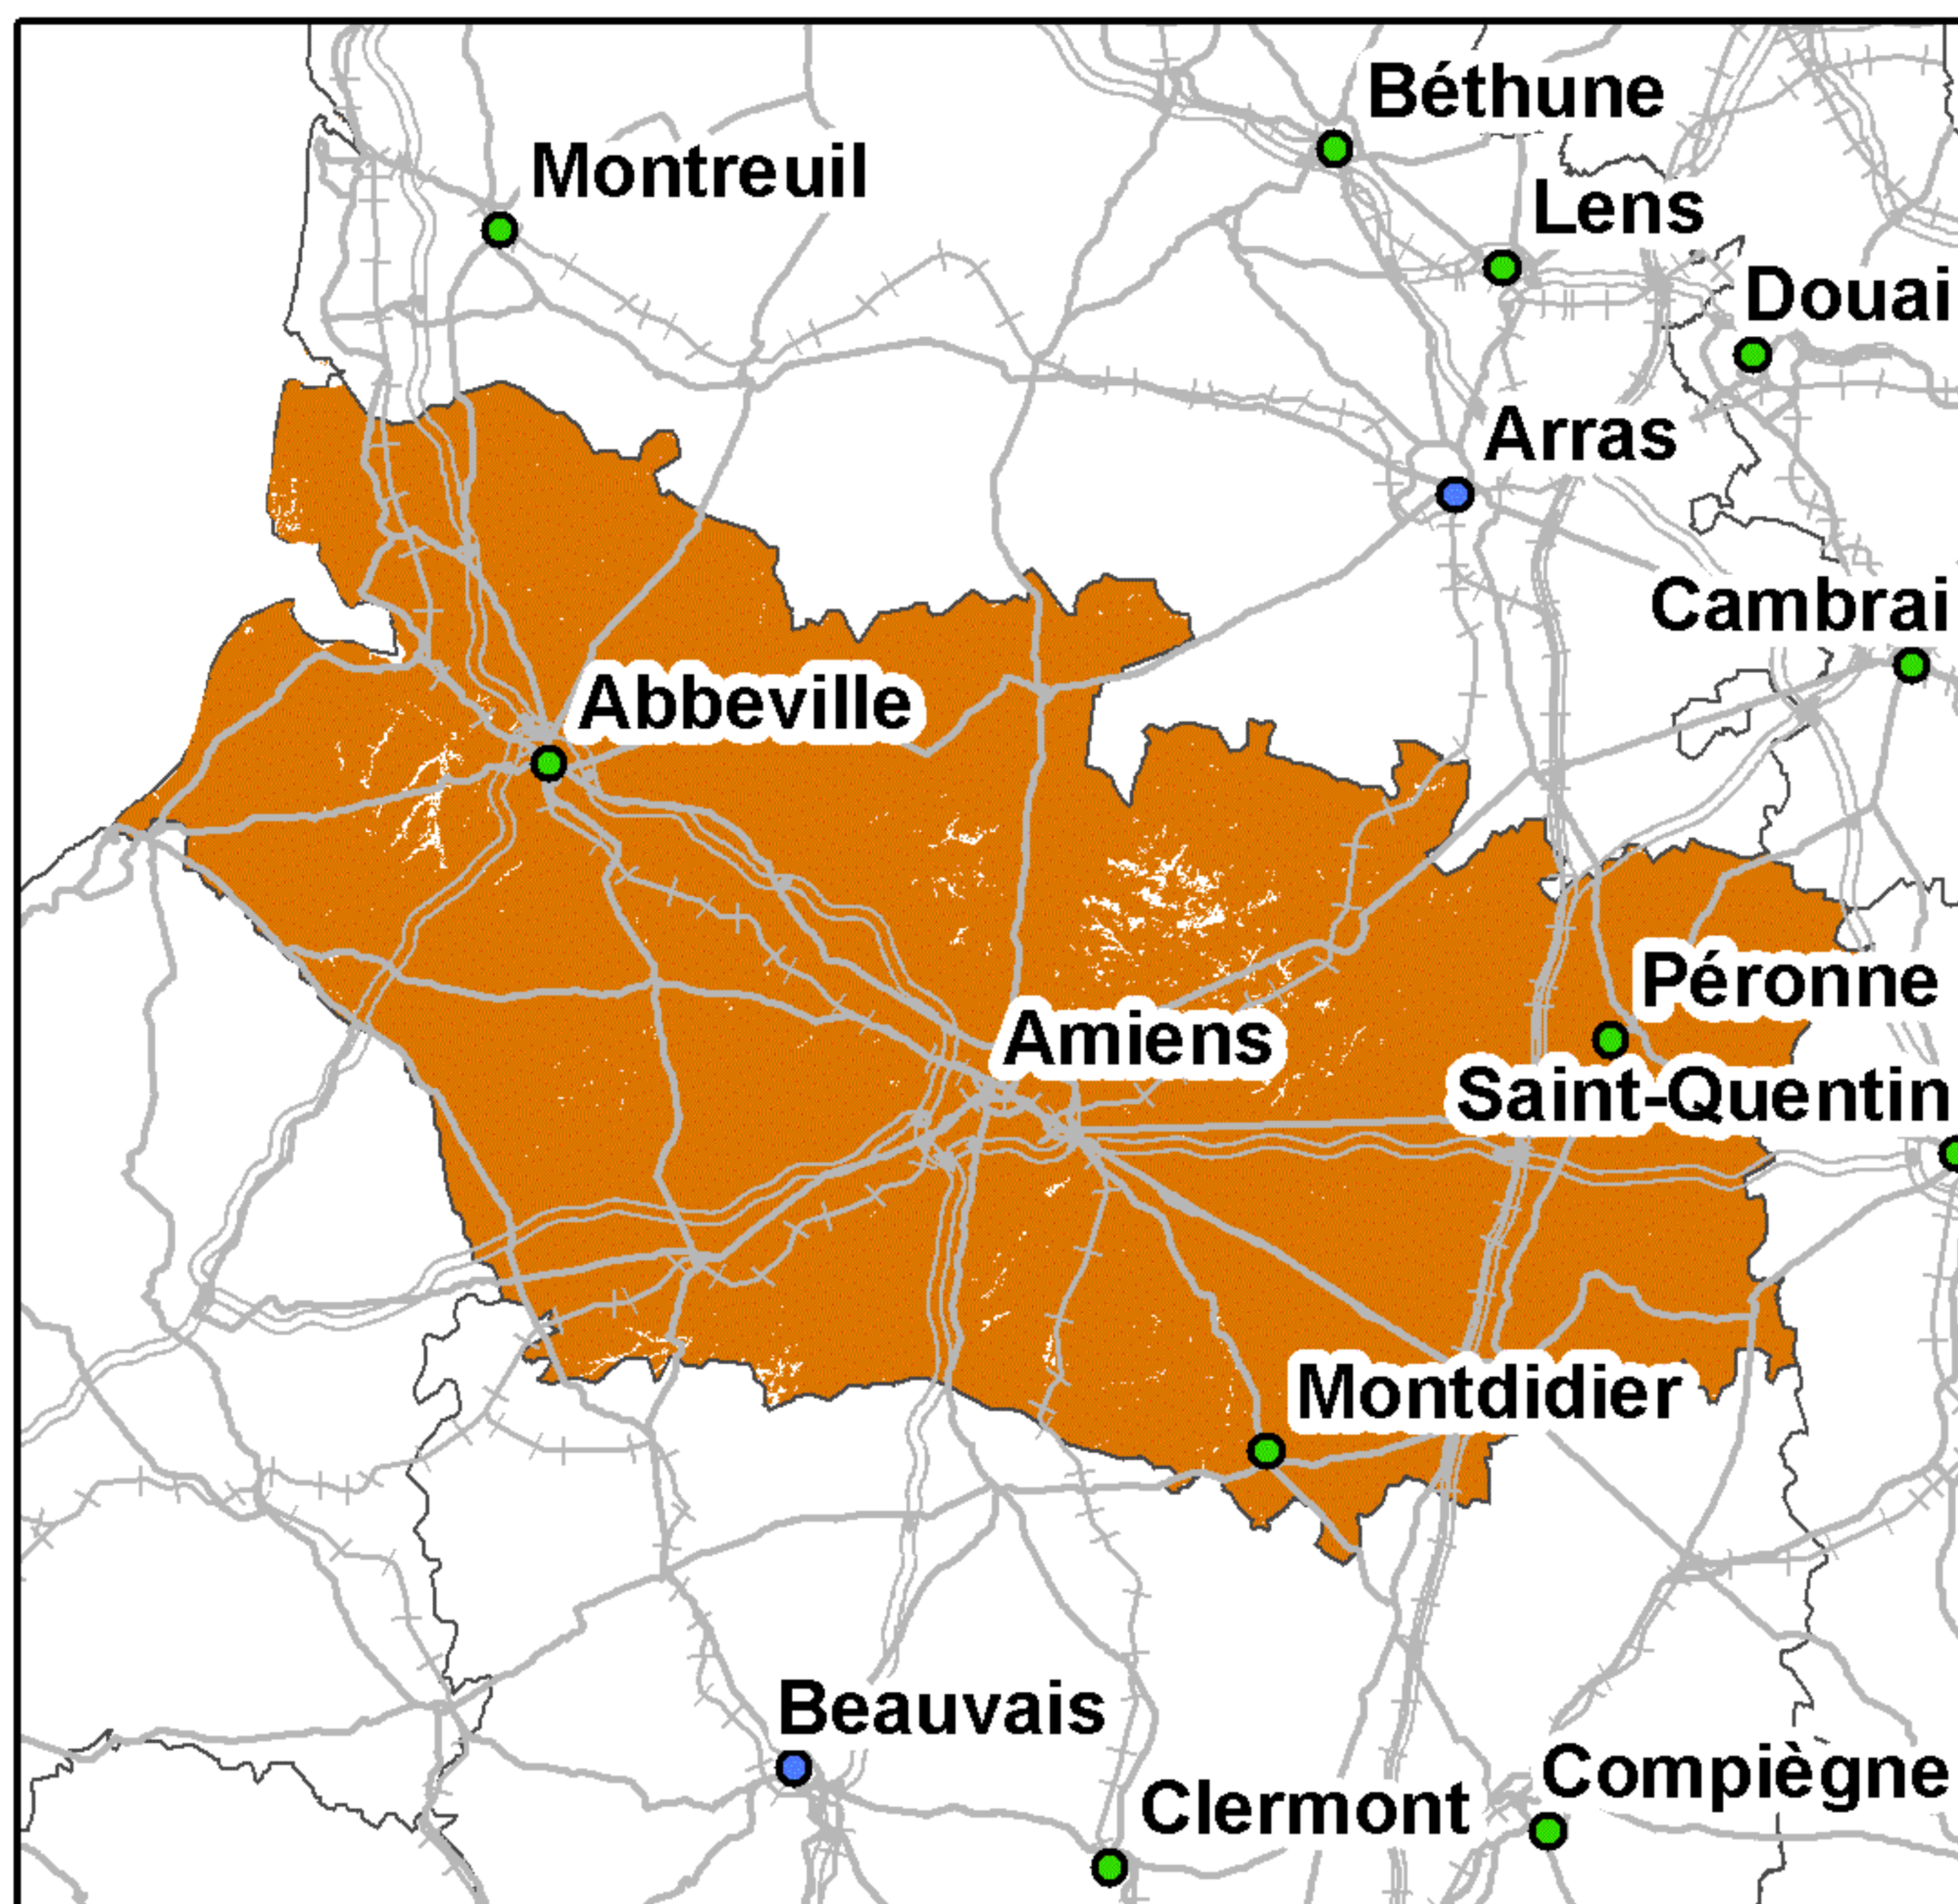 Béthune
Montreuil
Lens
Douai
Arras
Cambrai
Abbeville
Péronne
Amiens
Saint-Quentin
Montdidier
Beauvais
Compiègne
Clermont